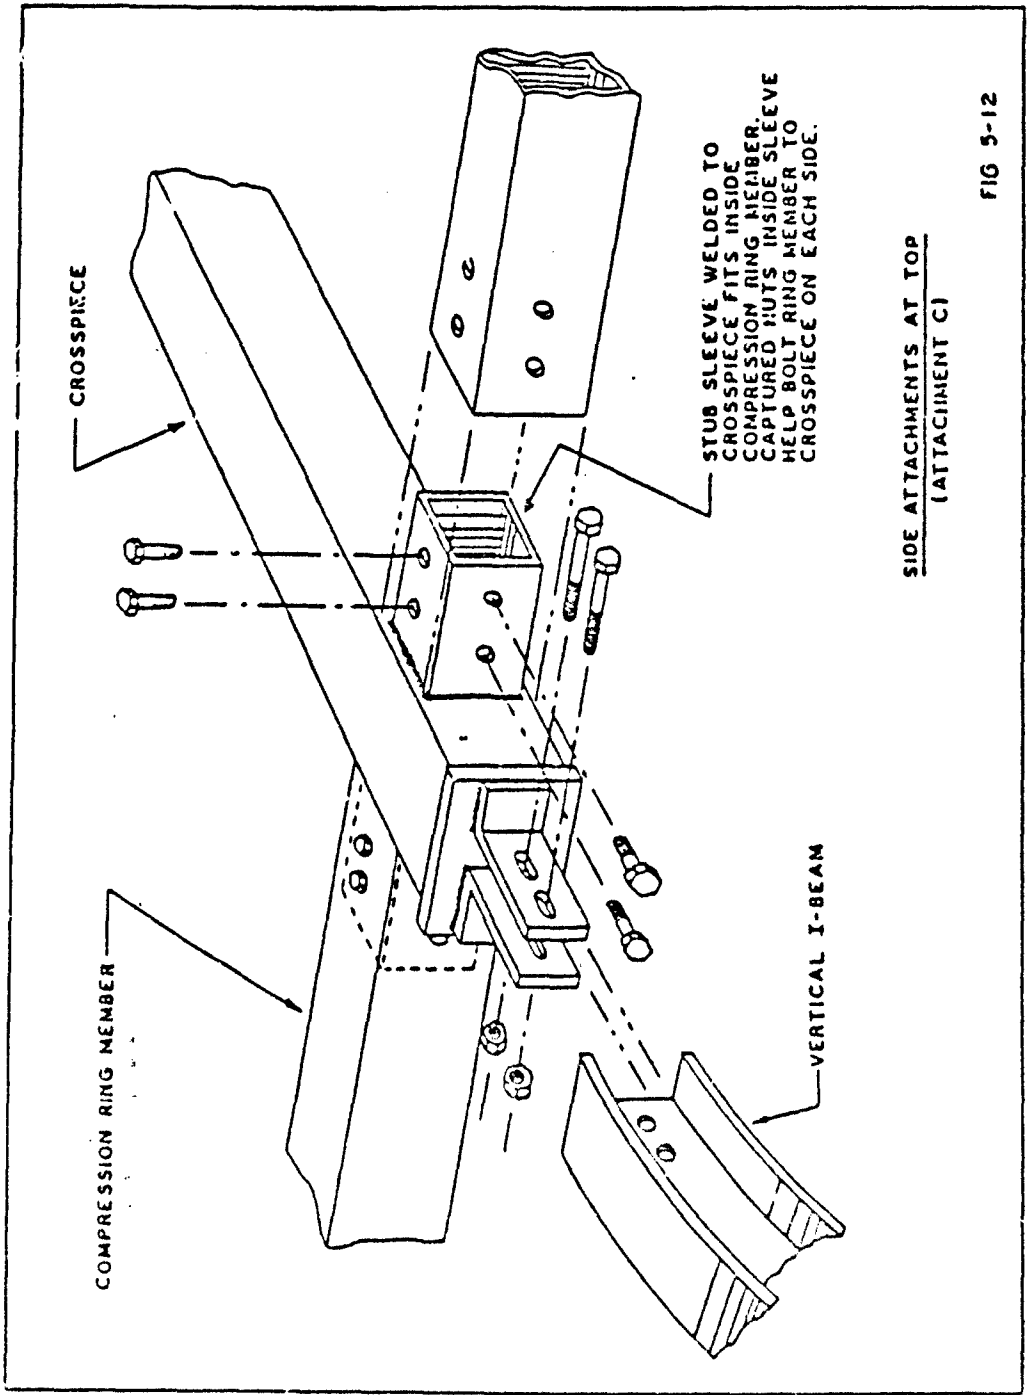 COMPRESSION RING MEMBER
CROSSPIECE
STUB SLEEVE WELDED TO
CROSSPIECE FITS INSIDE
COMPRESSION RING MEMBER.
CAPTURED NUTS INSIDE SLEEVE
HELP BOLT RING MEMBER TO
CROSSPIECE ON EACH SIDE.
VERTICAL I-BEAM
SIDE ATTACHMENTS AT TOP
(ATTACHMENT C)
FIG 5-12